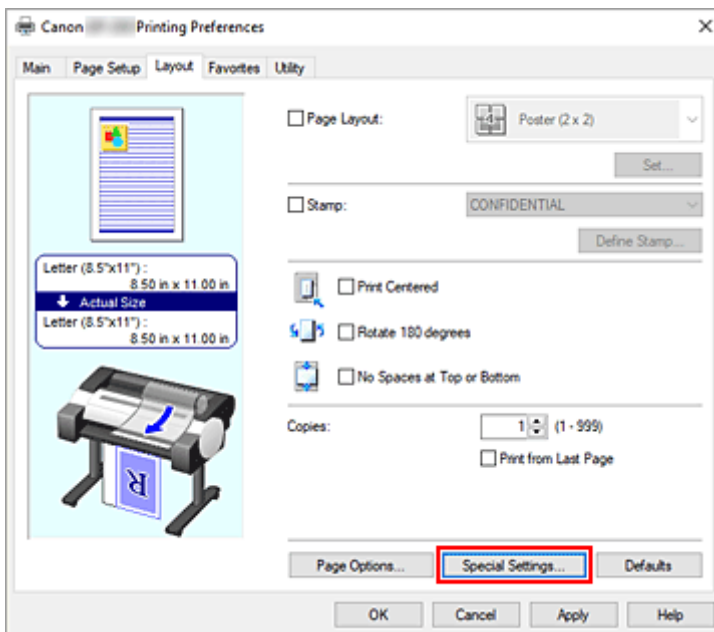 Canon Printing Preferences
Main Page Setup Layout Favorites Utility
Page Layout: Poster (2 x 2)
Set...
Stamp: CONFIDENTIAL
Define Stamp...
Letter (8.5"x11") :
8.50 in x 11.00 in
Actual Size
Letter (8.5"x11") :
8.50 in x 11.00 in
Print Centered
Rotate 180 degrees
No Spaces at Top or Bottom
Copies: 1 (1 - 999)
Print from Last Page
R
Page Options... Special Settings... Defaults
OK Cancel Apply Help